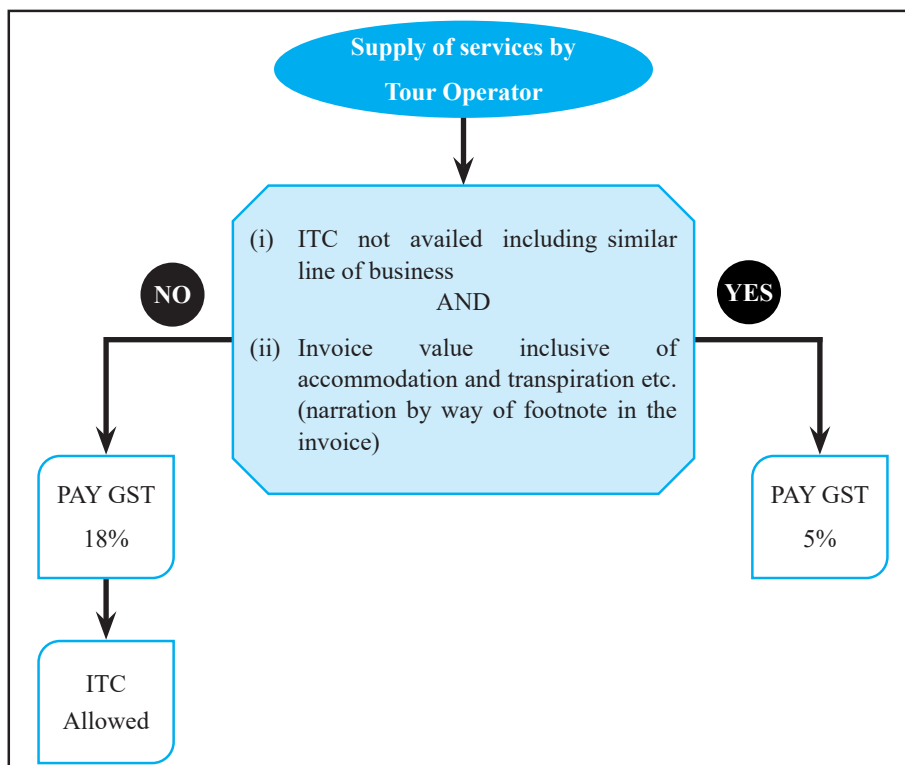 Supply of services by
Tour Operator
(i) ITC not availed including similar
line of business
AND
(ii) Invoice value inclusive of
accommodation and transpiration etc.
(narration by way of footnote in the
invoice)
NO
YES
PAY GST
18%
PAY GST
5%
ITC
Allowed